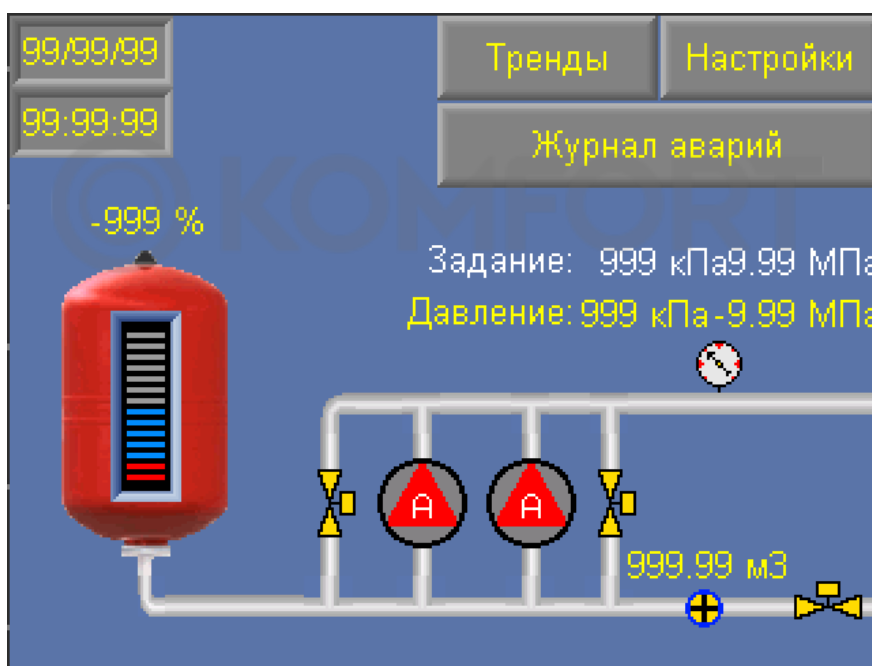 99/99/99
Тренды
Настройки
99:99:99
Журнал аварий
KOMFORT
-999 %
Задание: 999 кПа9.99 МПа
Давление: 999 кПа-9.99 МПа
А А
999.99 м3